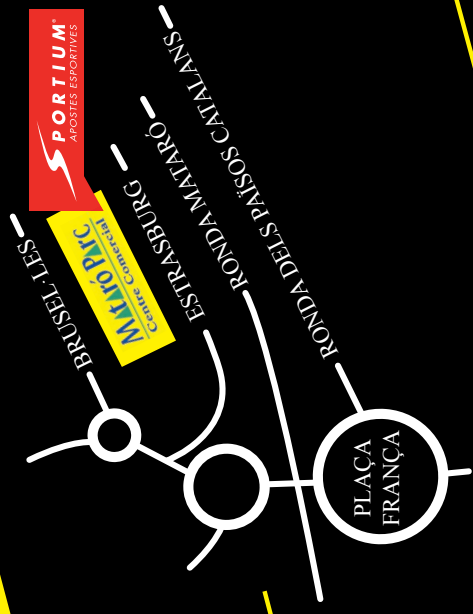 SPORTIUM®
APOSTES ESPORTIVES
BRUSEL·LES
Mataró Parc
Centre Comercial
ESTRASBURG
RONDA MATARÓ
RONDA DELS PAÏSOS CATALANS
PLAÇA
FRANÇA